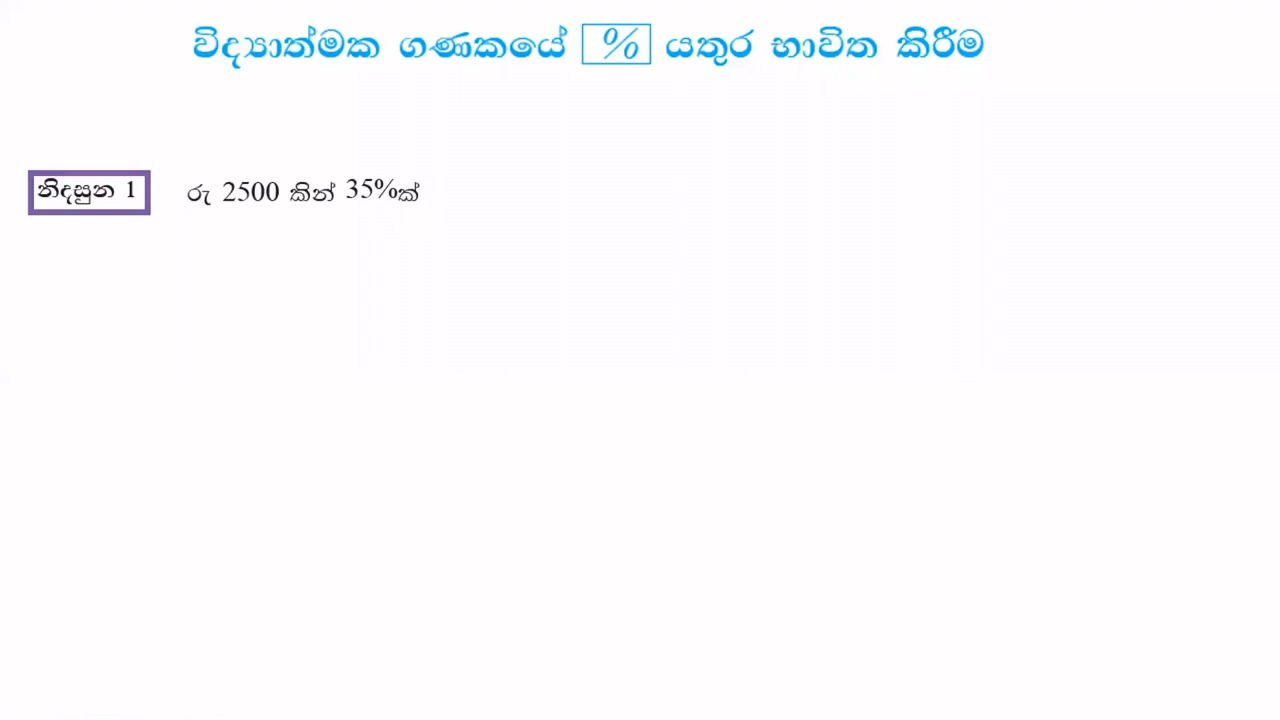 විද්‍යාත්මක ගණකයේ % යතුර භාවිත කිරීම
නිදසුන 1 රු 2500 කින් 35%ක්